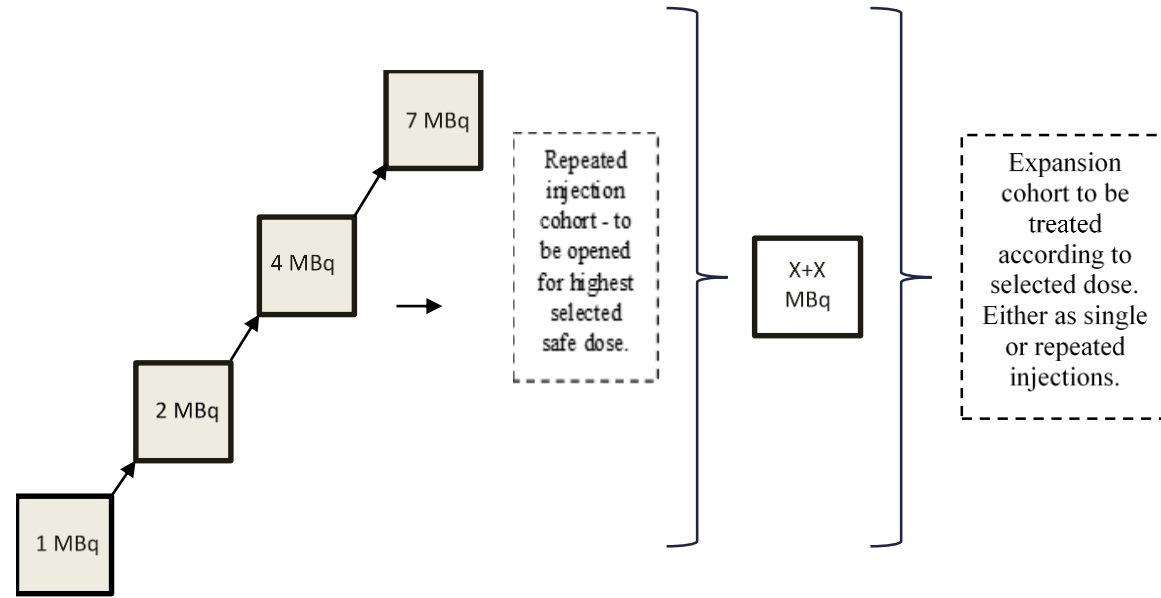 7 MBq
4 MBq
2 MBq
1 MBq
Repeated
injection
cohort - to
be opened
for highest
selected
safe dose.
X+X
MBq
Expansion
cohort to be
treated
according to
selected dose.
Either as single
or repeated
injections.